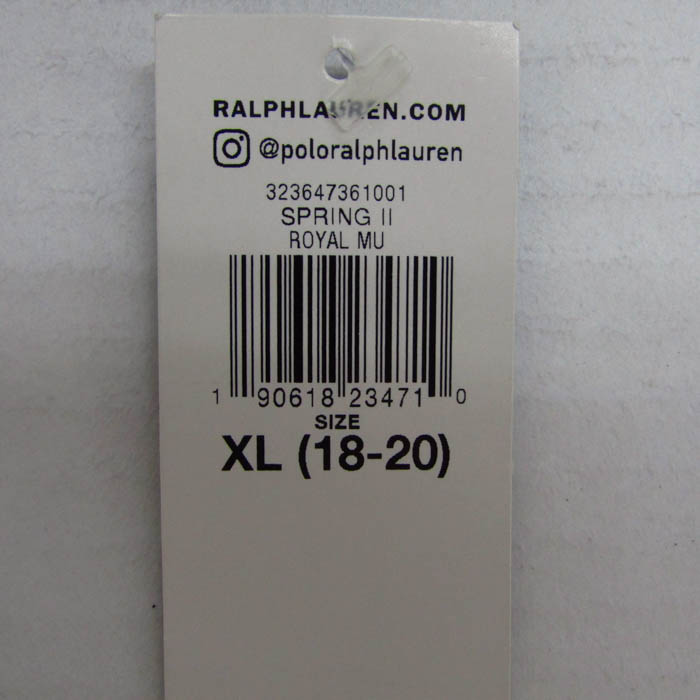 RALPHLAUREN.COM
@poloralphlauren
323647361001
SPRING II
ROYAL MU
1 90618 23471 0
SIZE
XL (18-20)